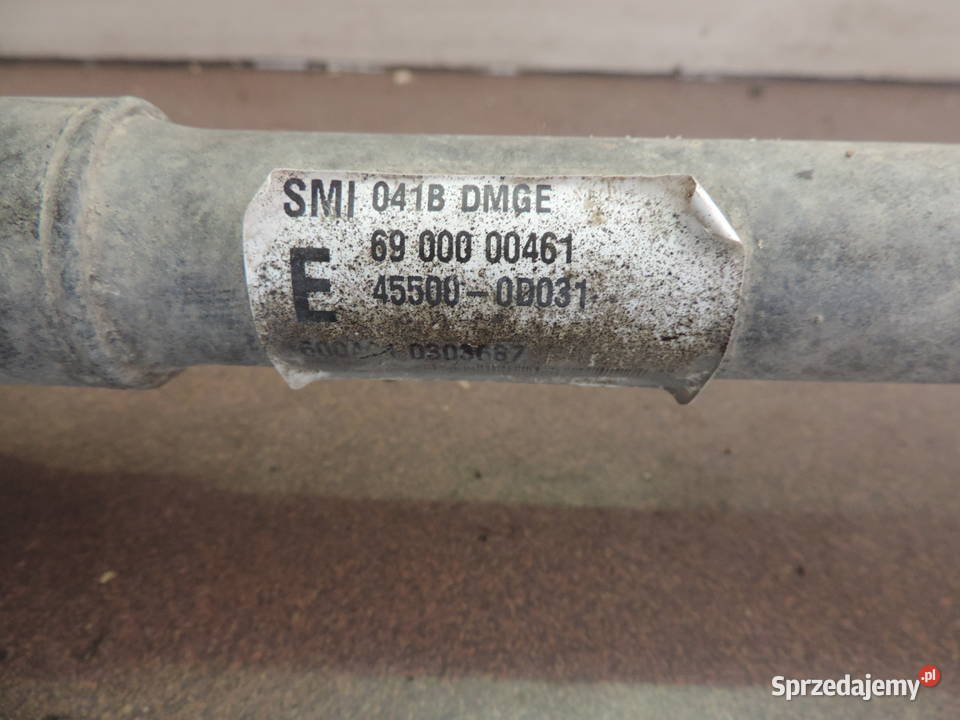 SMI 041B DMGE
E 69 000 00461
45500-0D031
0303687
Sprzedajemy.pl